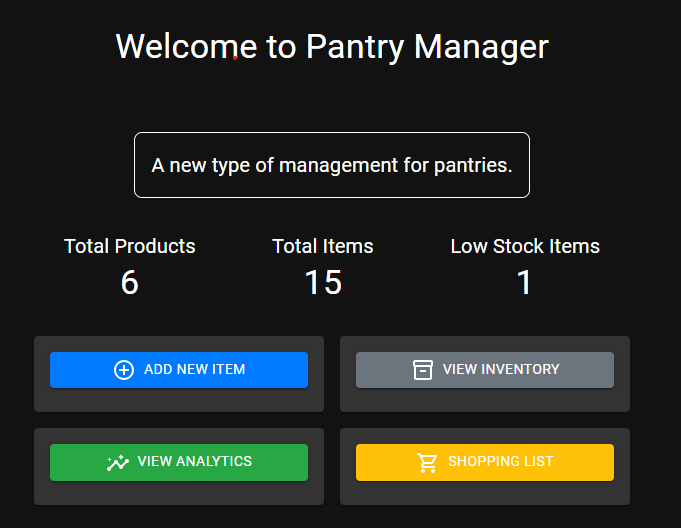 Welcome to Pantry Manager
A new type of management for pantries.
Total Products
6
Total Items
15
Low Stock Items
1
ADD NEW ITEM
VIEW INVENTORY
VIEW ANALYTICS
SHOPPING LIST